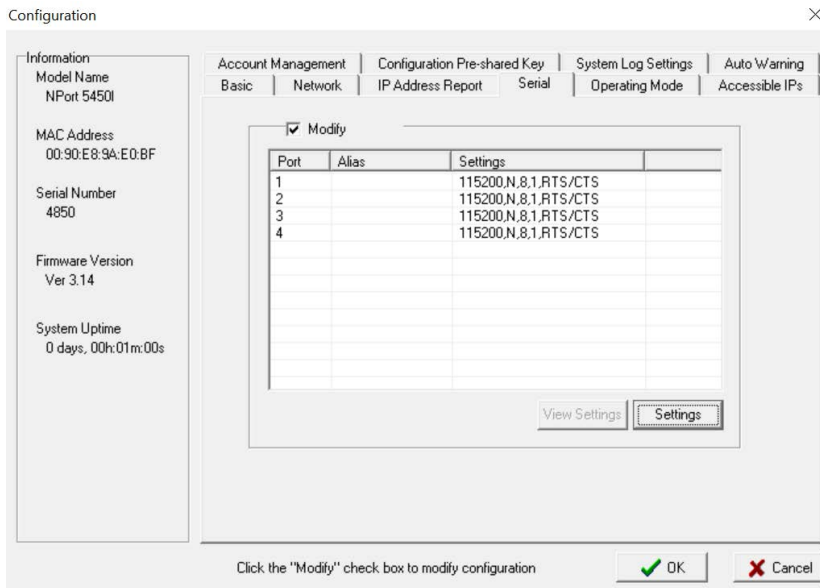 Configuration
Information
Model Name
NPort 5450I
MAC Address
00:90:E8:9A:E0:BF
Serial Number
4850
Firmware Version
Ver 3.14
System Uptime
0 days, 00h:01m:00s
Account Management Configuration Pre-shared Key System Log Settings Auto Warning
Basic Network IP Address Report Serial Operating Mode Accessible IPs
Modify
Port Alias Settings
1 115200,N,8,1,RTS/CTS
2 115200,N,8,1,RTS/CTS
3 115200,N,8,1,RTS/CTS
4 115200,N,8,1,RTS/CTS
View Settings Settings
Click the "Modify" check box to modify configuration OK Cancel